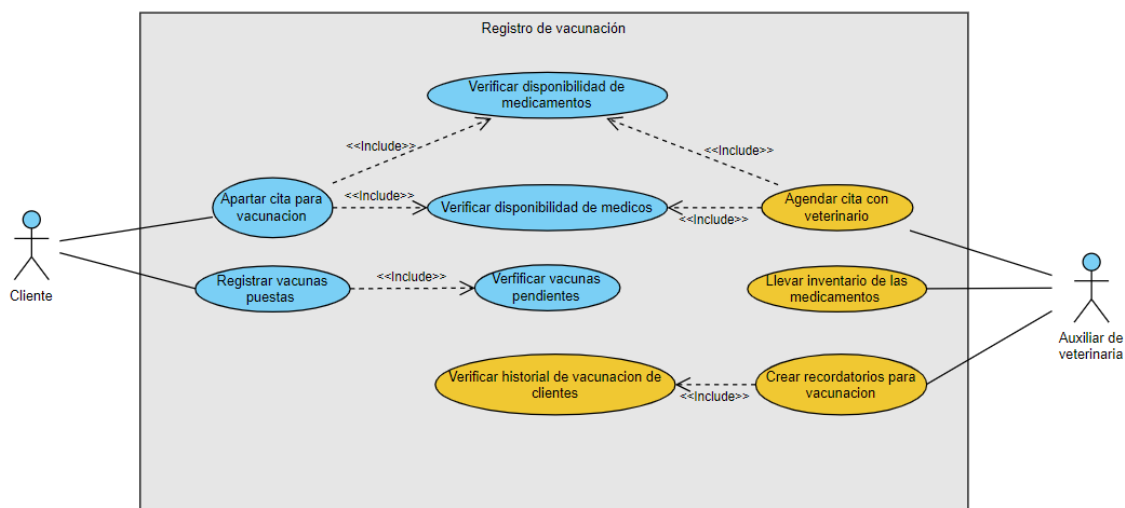 Registro de vacunación
Verificar disponibilidad de
medicamentos
<<Include>>
<<Include>>
Apartar cita para
vacunacion
<<Include>>
Verificar disponibilidad de medicos
<<Include>>
Agendar cita con
veterinario
Cliente
Registrar vacunas
puestas
<<Include>>
Verfificar vacunas
pendientes
Llevar inventario de las
medicamentos
Auxiliar de
veterinaria
Verificar historial de vacunacion de
clientes
<<Include>>
Crear recordatorios para
vacunacion